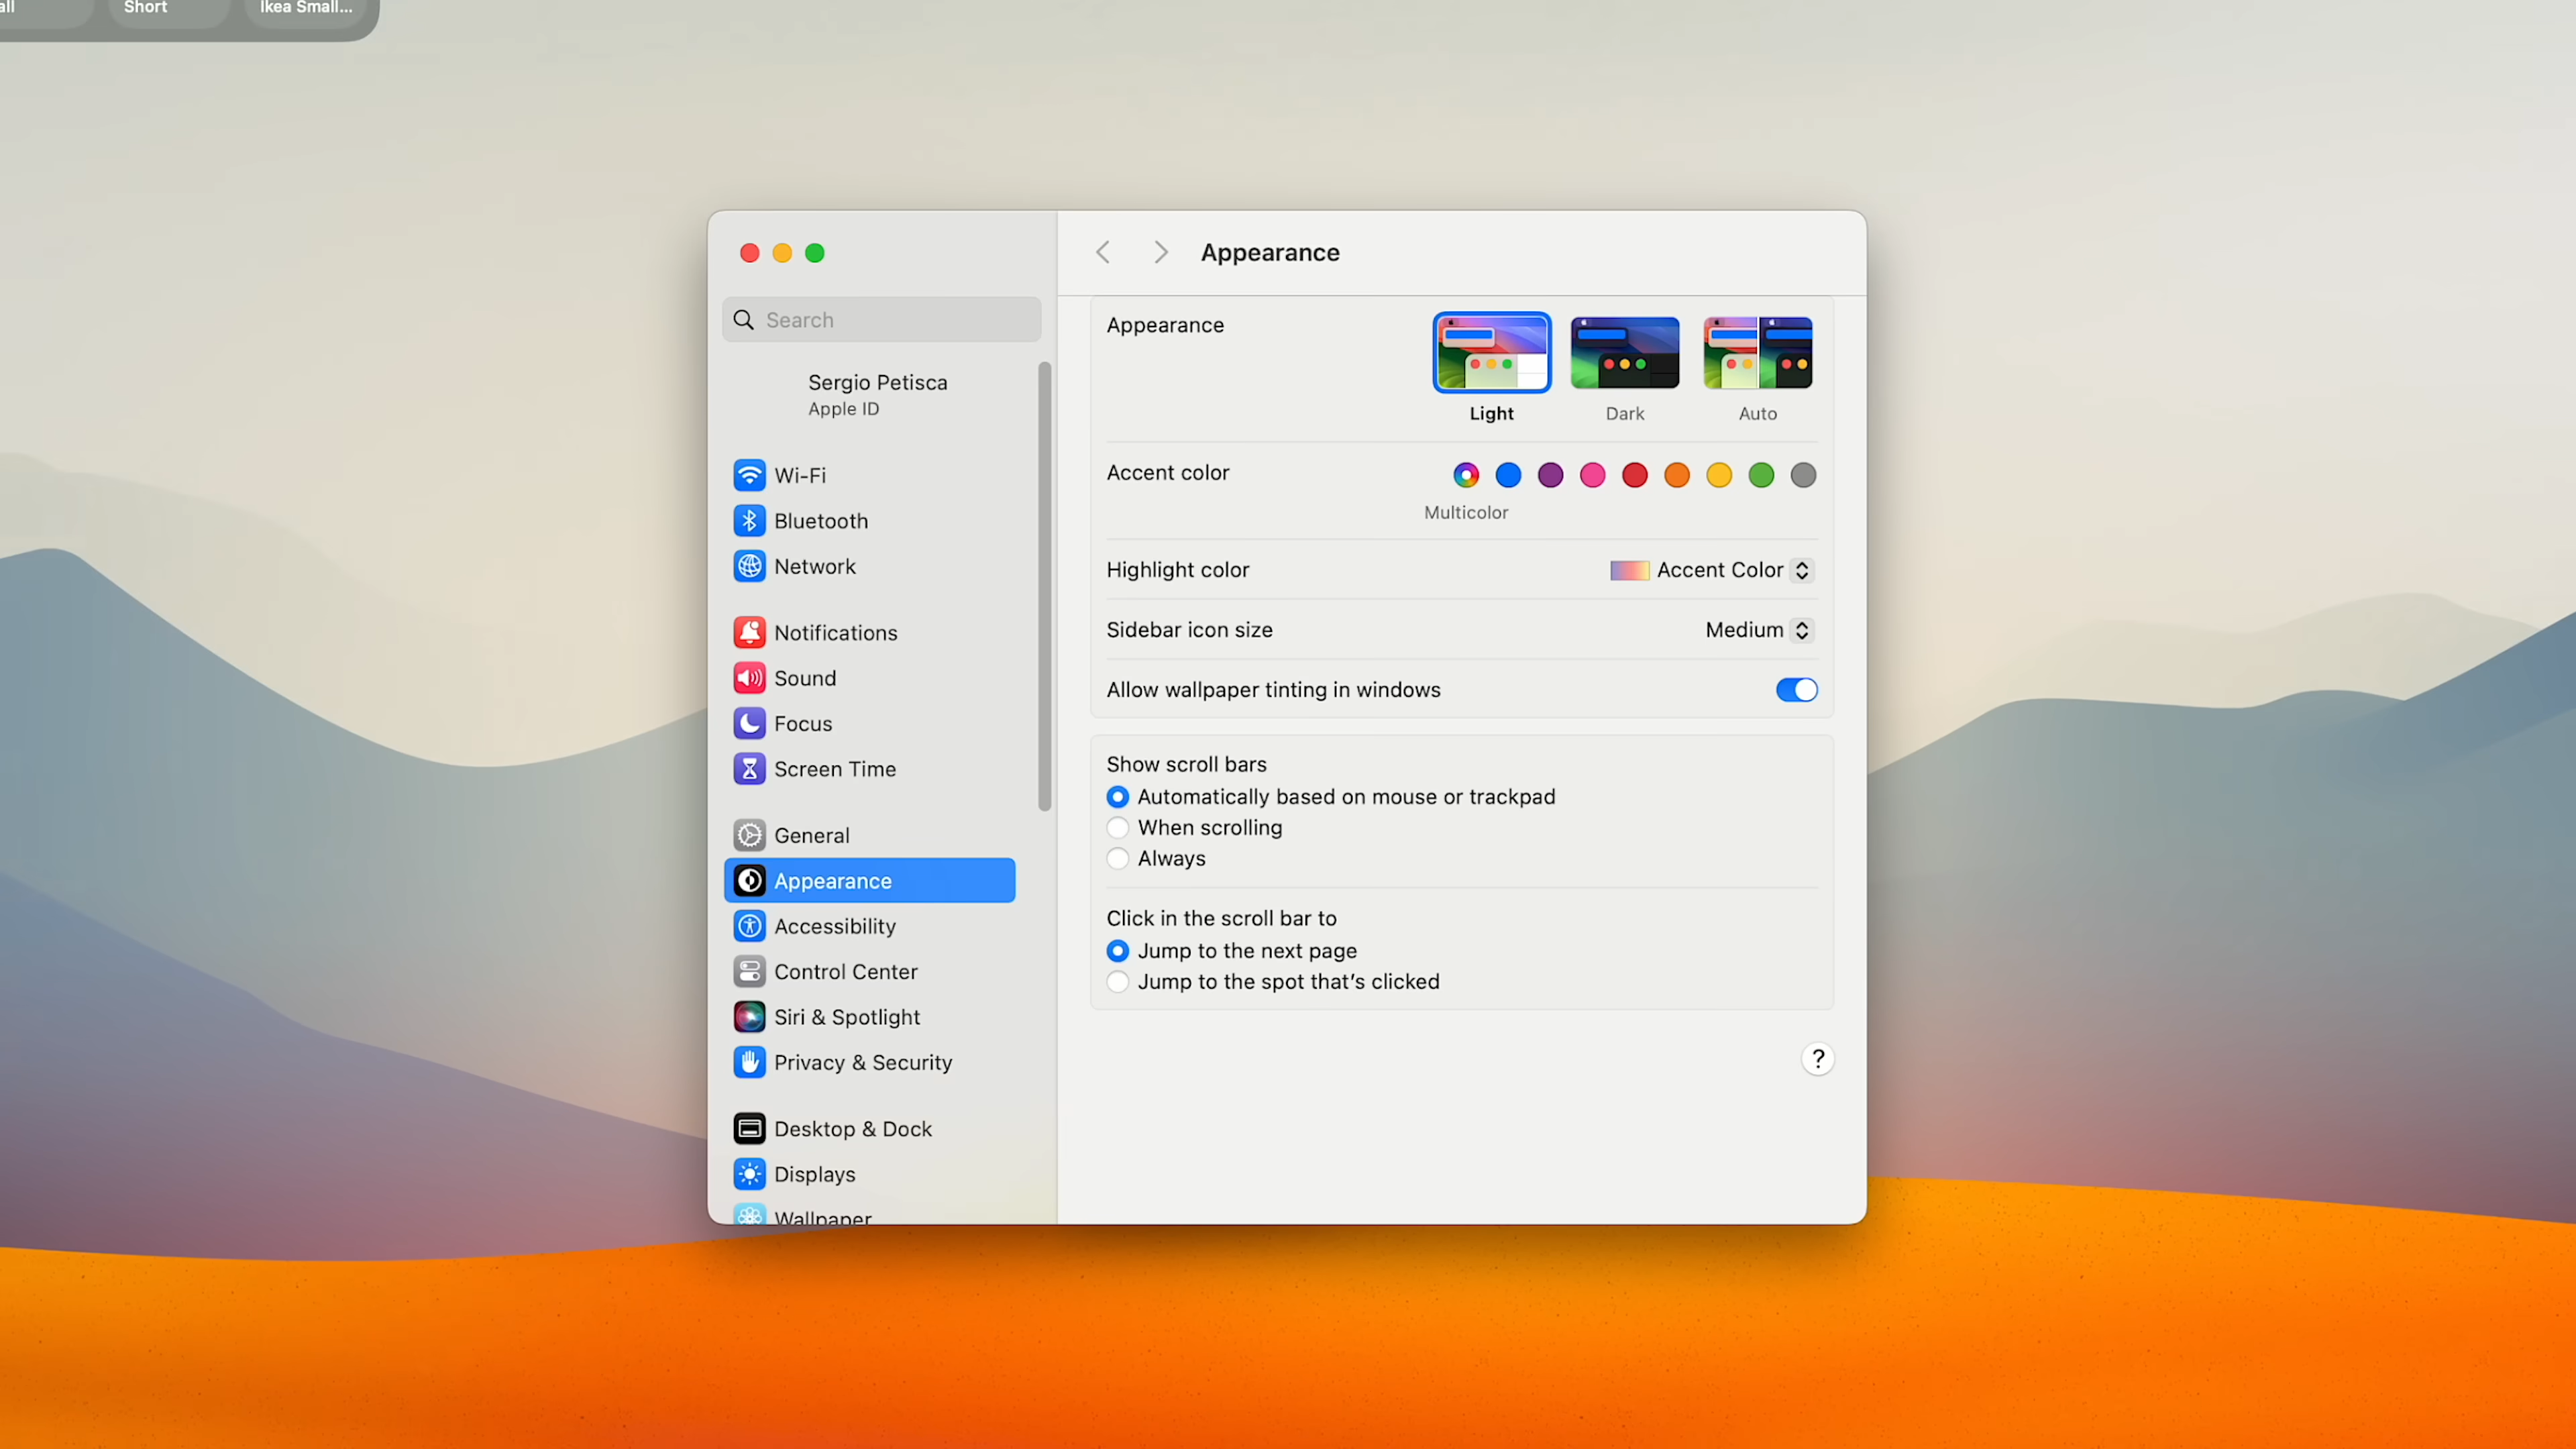 all
Short
Ikea Small...
Appearance
Search
Sergio Petisca
Apple ID
Wi-Fi
Bluetooth
Network
Notifications
Sound
Focus
Screen Time
General
Appearance
Accessibility
Control Center
Siri & Spotlight
Privacy & Security
Desktop & Dock
Displays
Wallpaper
Appearance
Light
Dark
Auto
Accent color
Multicolor
Highlight color
Accent Color
Sidebar icon size
Medium
Allow wallpaper tinting in windows
Show scroll bars
Automatically based on mouse or trackpad
When scrolling
Always
Click in the scroll bar to
Jump to the next page
Jump to the spot that's clicked
?